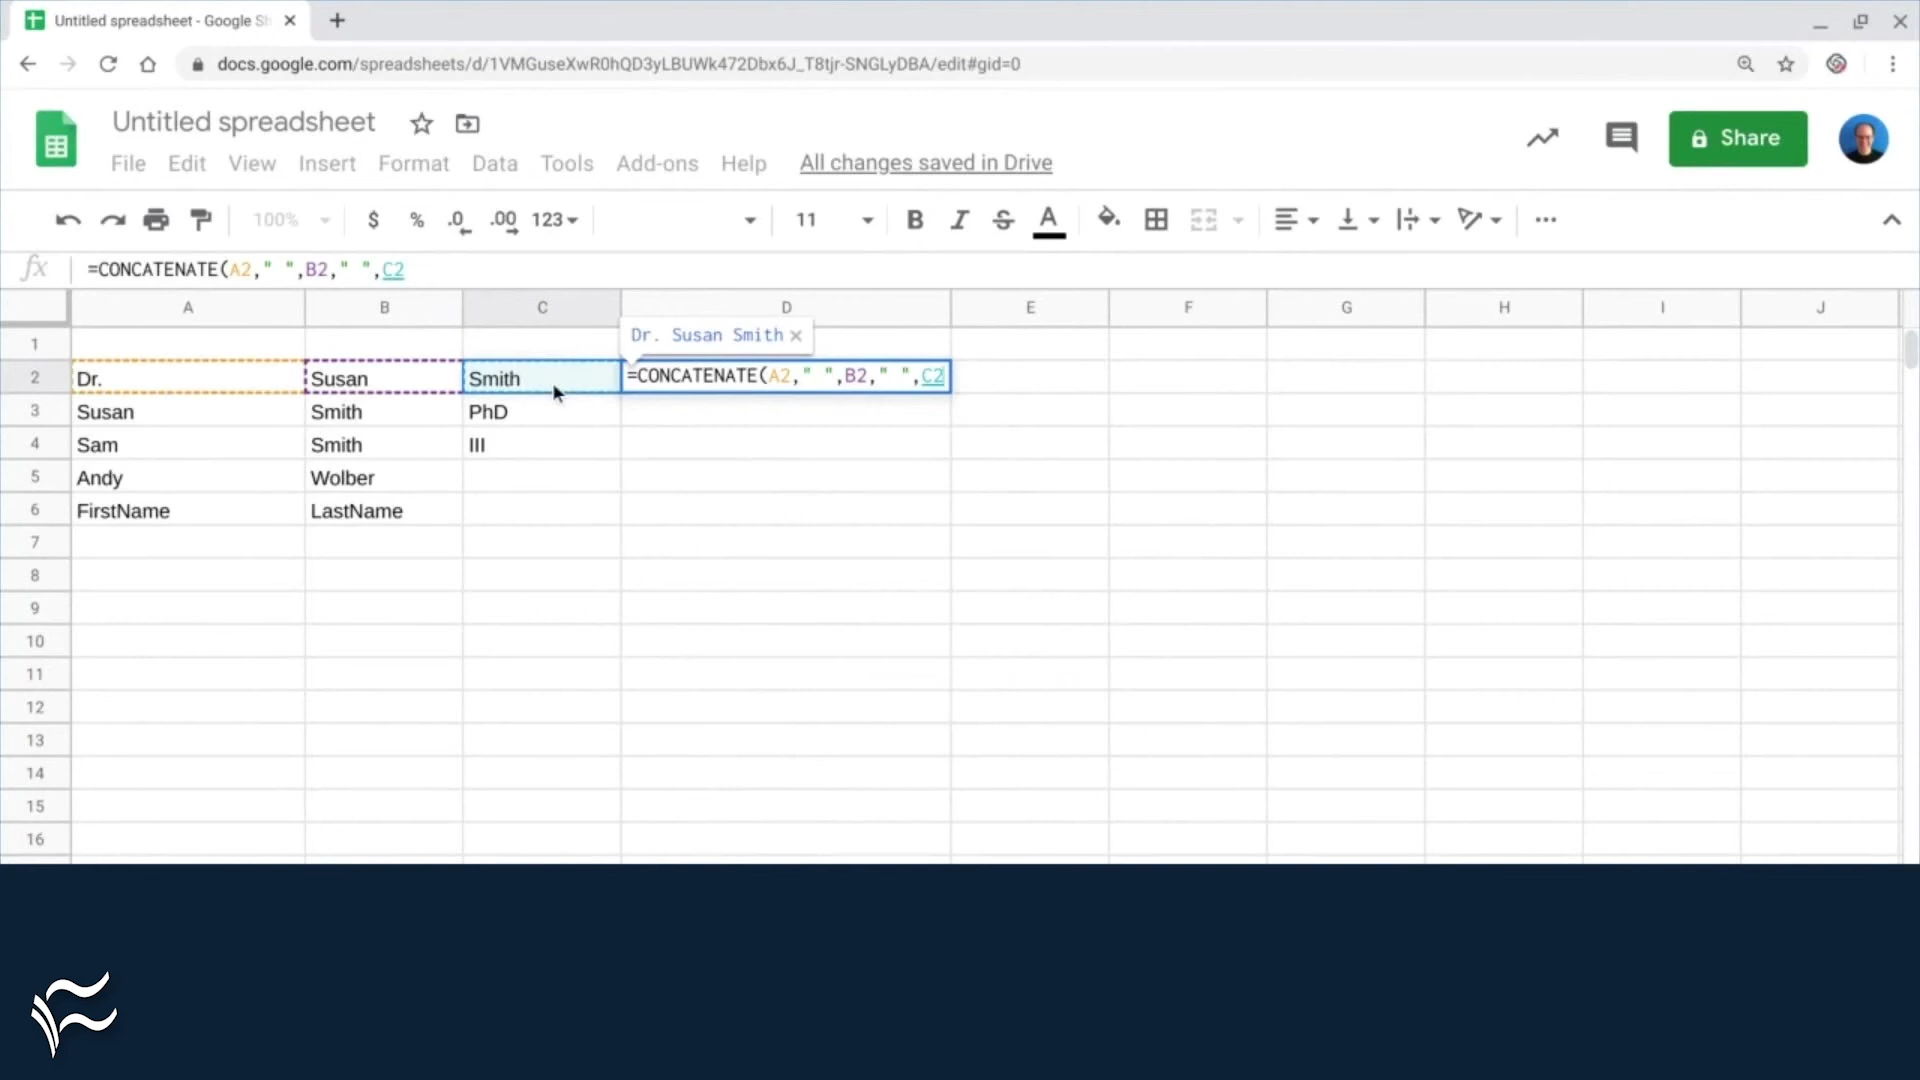 Untitled spreadsheet - Google Sh
docs.google.com/spreadsheets/d/1VMGuseXwR0hQD3yLBUWk472Dbx6J_T8tjr-SNGLyDBA/edit#gid=0
Untitled spreadsheet
File Edit View Insert Format Data Tools Add-ons Help All changes saved in Drive
Share
100% $ % .0 .00 123 11 B I S A
fx =CONCATENATE(A2," ",B2," ",C2
A B C D E F G H I J
Dr. Susan Smith
1
2 Dr. Susan Smith =CONCATENATE(A2," ",B2," ",C2
3 Susan Smith PhD
4 Sam Smith III
5 Andy Wolber
6 FirstName LastName
7
8
9
10
11
12
13
14
15
16